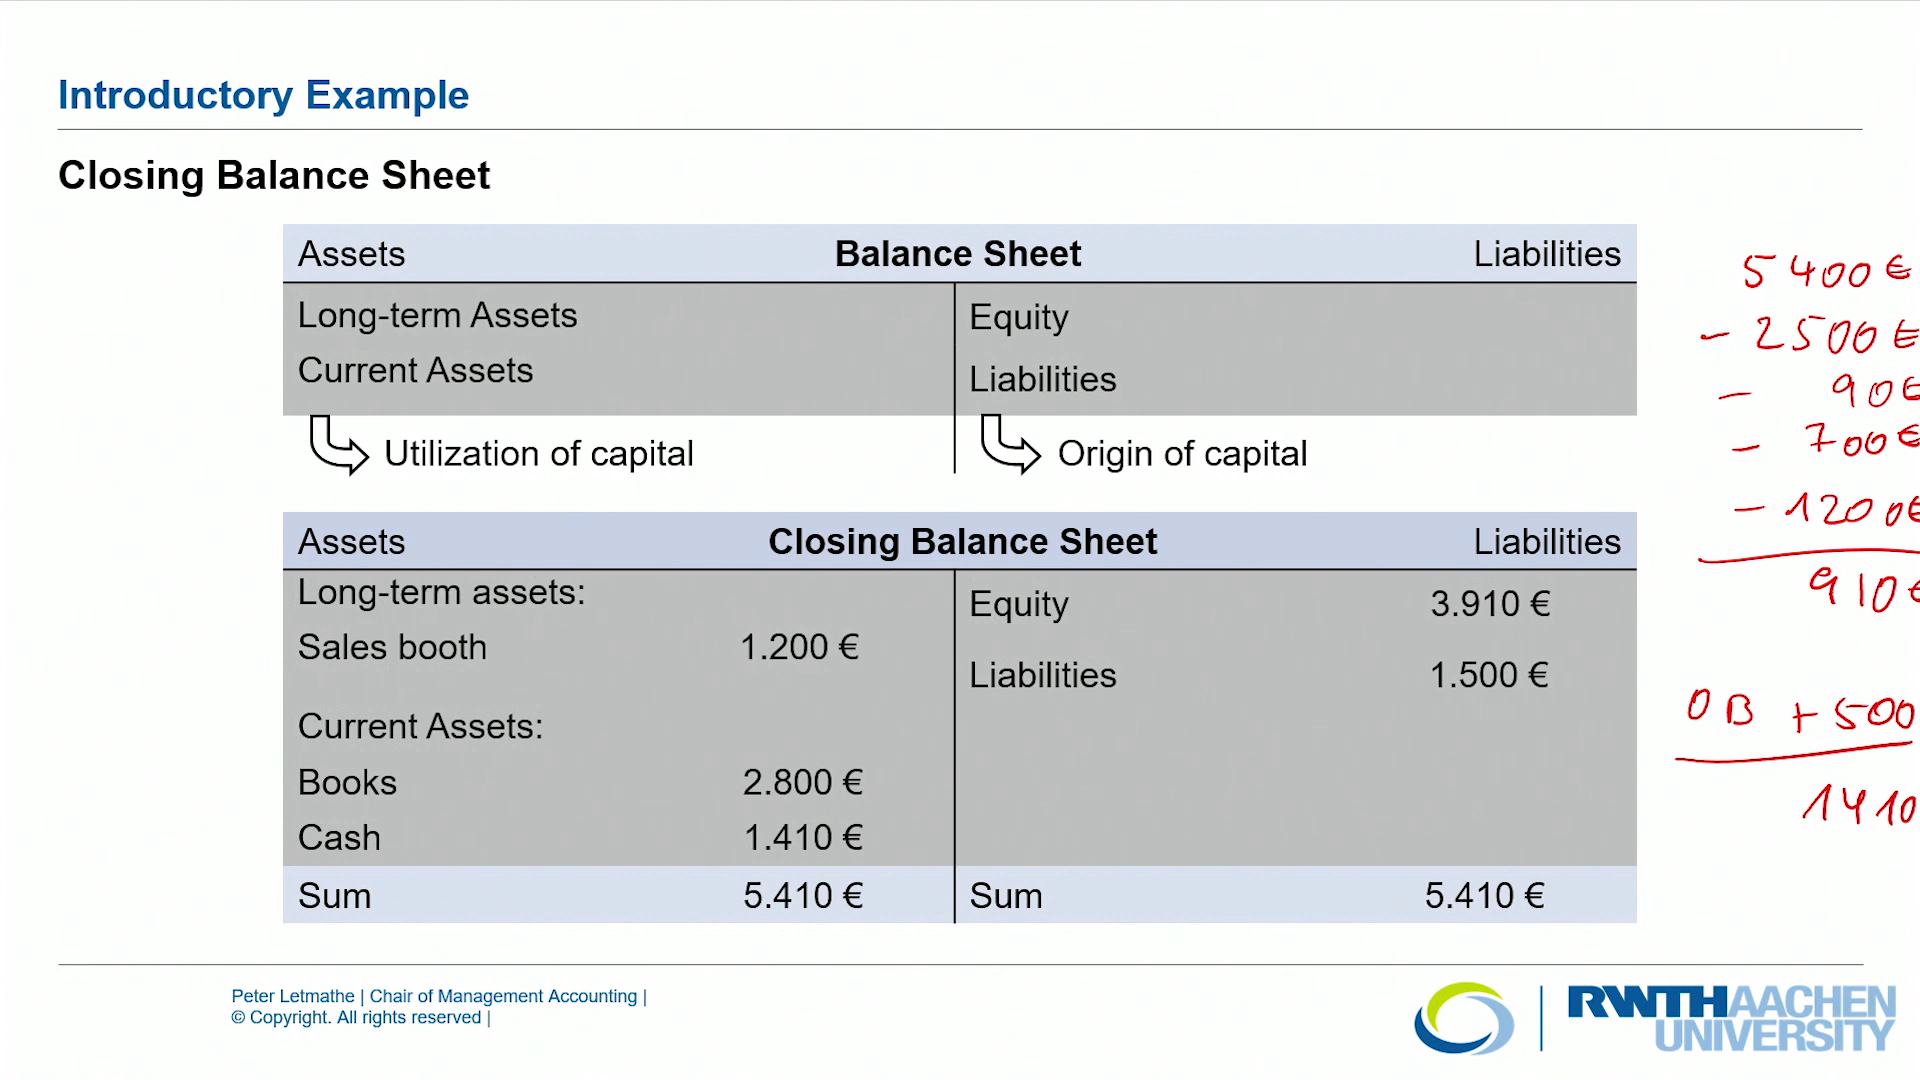 Introductory Example
Closing Balance Sheet
Assets Balance Sheet Liabilities
Long-term Assets Equity
Current Assets Liabilities
Utilization of capital Origin of capital
Assets Closing Balance Sheet Liabilities
Long-term assets: Equity 3.910 €
Sales booth 1.200 € Liabilities 1.500 €
Current Assets:
Books 2.800 €
Cash 1.410 €
Sum 5.410 € Sum 5.410 €
5400 €
- 2500 €
- 90 €
- 700 €
- 1200 €
910 €
OB + 500
1410
Peter Letmathe | Chair of Management Accounting |
© Copyright. All rights reserved |
RWTH AACHEN
UNIVERSITY